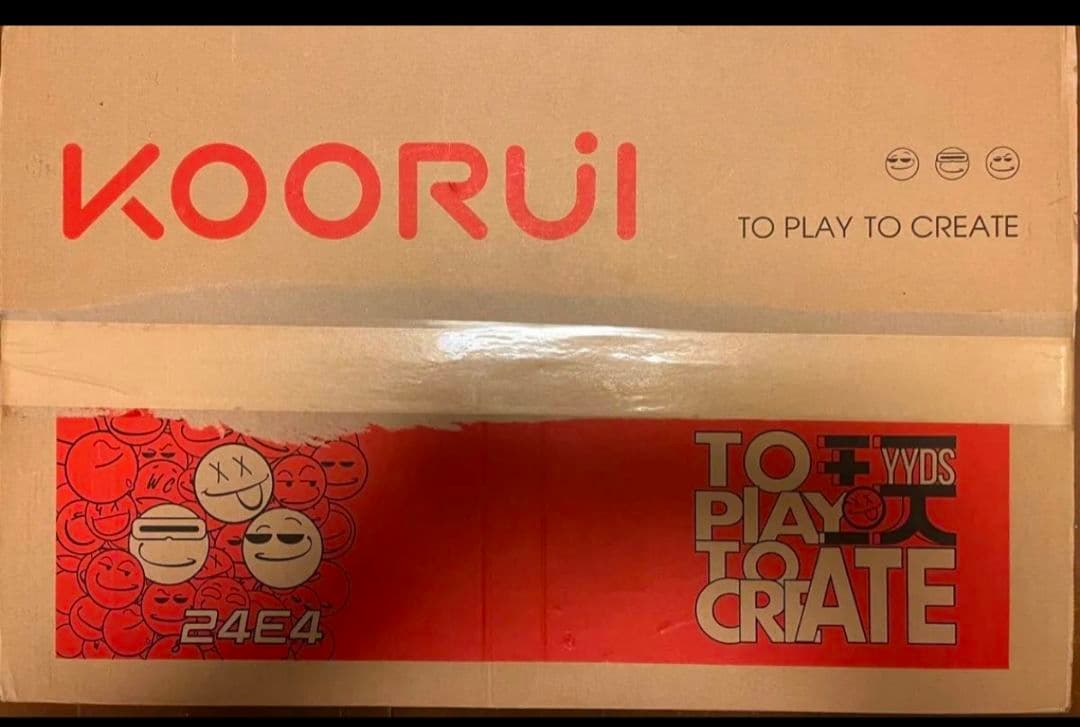 KOORUi
TO PLAY TO CREATE
WC
24E4
TO
YYDS
PLAY
TO
CREATE